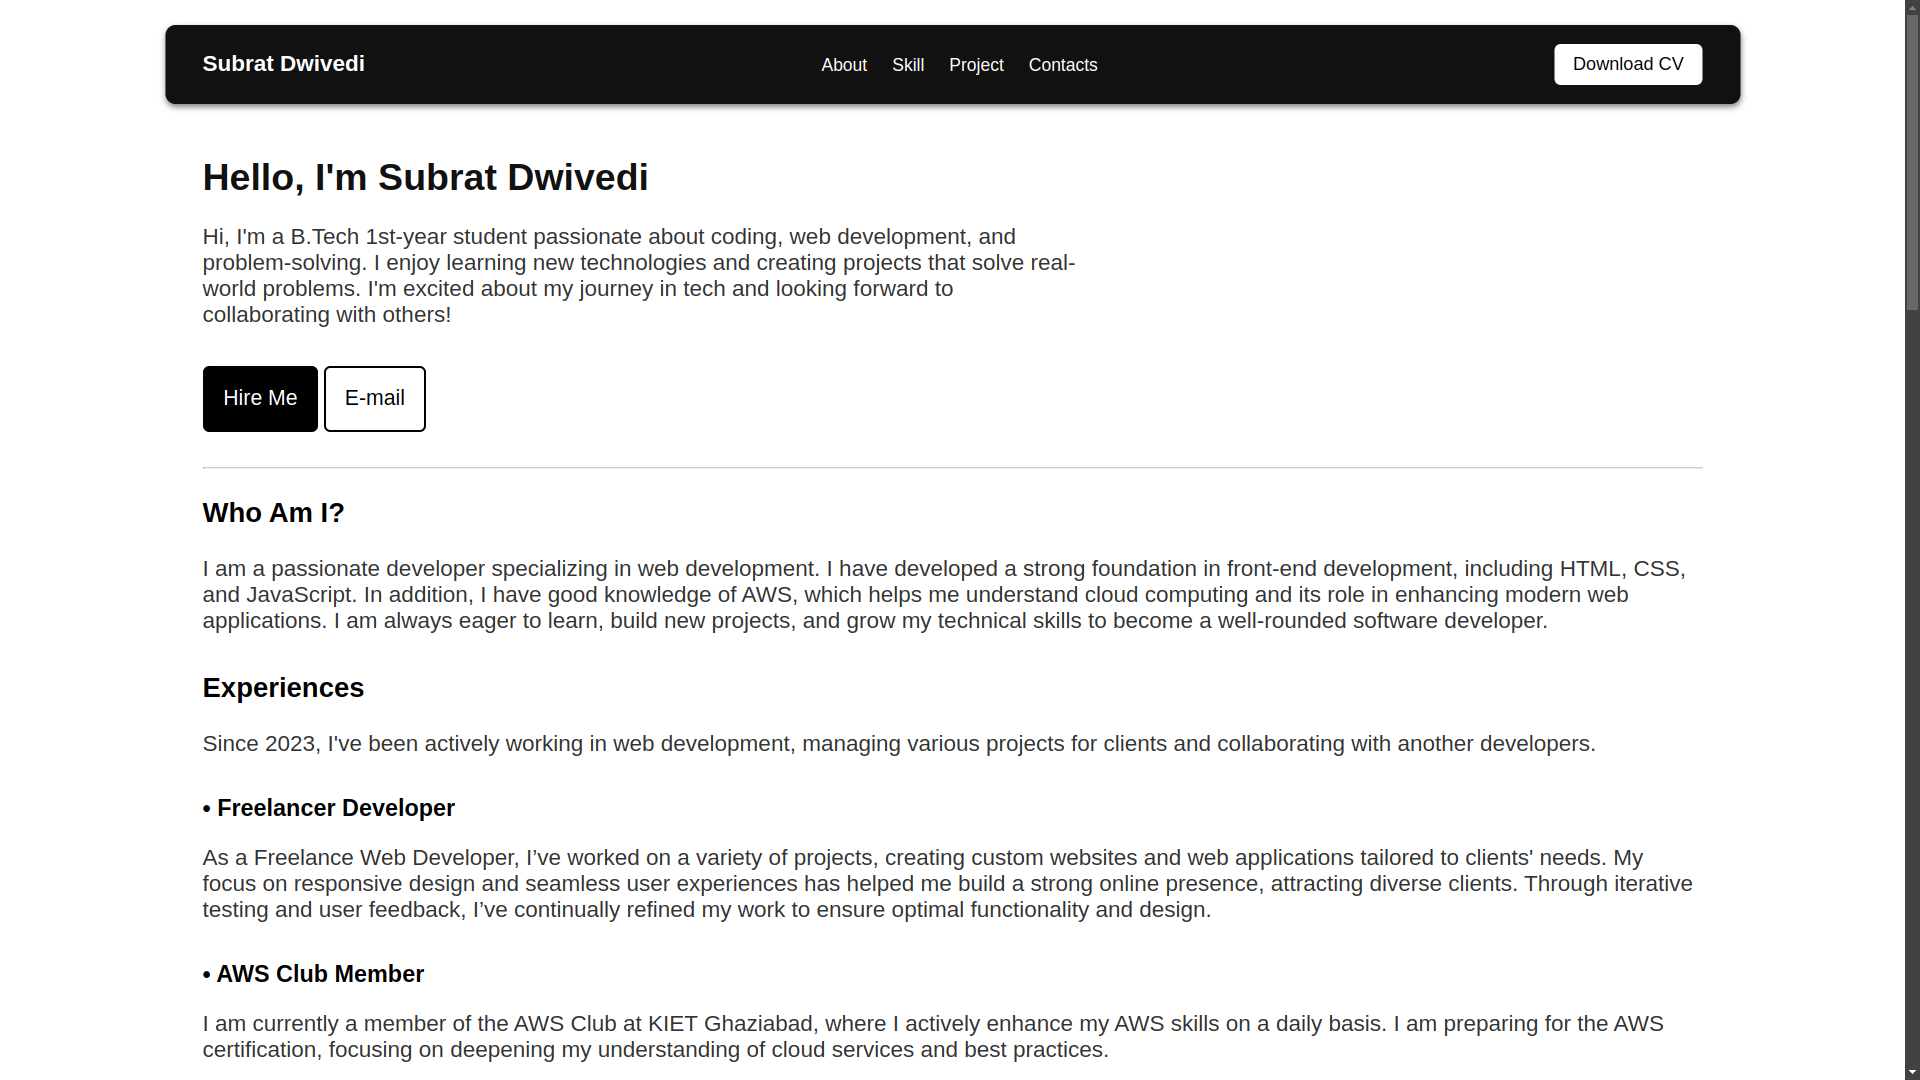 Subrat Dwivedi
About Skill Project Contacts
Download CV
Hello, I'm Subrat Dwivedi
Hi, I'm a B.Tech 1st-year student passionate about coding, web development, and
problem-solving. I enjoy learning new technologies and creating projects that solve real-
world problems. I'm excited about my journey in tech and looking forward to
collaborating with others!
Hire Me
E-mail
Who Am I?
I am a passionate developer specializing in web development. I have developed a strong foundation in front-end development, including HTML, CSS,
and JavaScript. In addition, I have good knowledge of AWS, which helps me understand cloud computing and its role in enhancing modern web
applications. I am always eager to learn, build new projects, and grow my technical skills to become a well-rounded software developer.
Experiences
Since 2023, I've been actively working in web development, managing various projects for clients and collaborating with another developers.
• Freelancer Developer
As a Freelance Web Developer, I’ve worked on a variety of projects, creating custom websites and web applications tailored to clients' needs. My
focus on responsive design and seamless user experiences has helped me build a strong online presence, attracting diverse clients. Through iterative
testing and user feedback, I’ve continually refined my work to ensure optimal functionality and design.
• AWS Club Member
I am currently a member of the AWS Club at KIET Ghaziabad, where I actively enhance my AWS skills on a daily basis. I am preparing for the AWS
certification, focusing on deepening my understanding of cloud services and best practices.